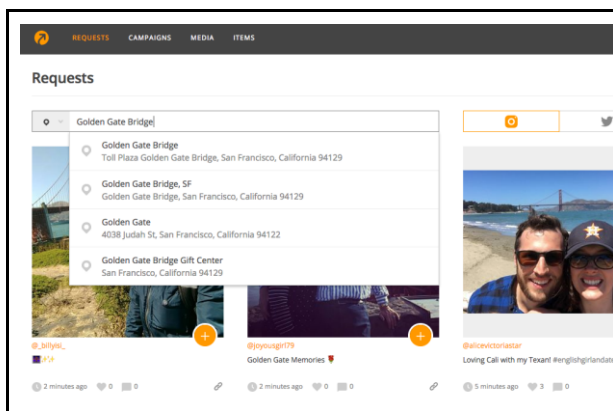 REQUESTS CAMPAIGNS MEDIA ITEMS
Requests
Golden Gate Bridge
Golden Gate Bridge
Toll Plaza Golden Gate Bridge, San Francisco, California 94129
Golden Gate Bridge, SF
Golden Gate Bridge, San Francisco, California 94129
Golden Gate
4038 Judah St, San Francisco, California 94122
Golden Gate Bridge Gift Center
San Francisco, California 94129
@_billyisi_
2 minutes ago 0 0
@joyousgirl79
Golden Gate Memories 🌹
2 minutes ago 0 0
@alicevictoriastar
Loving Cali with my Texan! #englishgirlandate
5 minutes ago 3 0